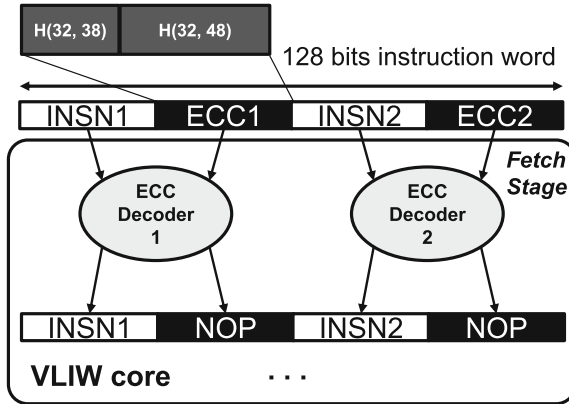 H(32, 38) H(32, 48)
128 bits instruction word
INSN1 ECC1 INSN2 ECC2
Fetch
Stage
ECC
Decoder
1
ECC
Decoder
2
INSN1 NOP INSN2 NOP
VLIW core . . .